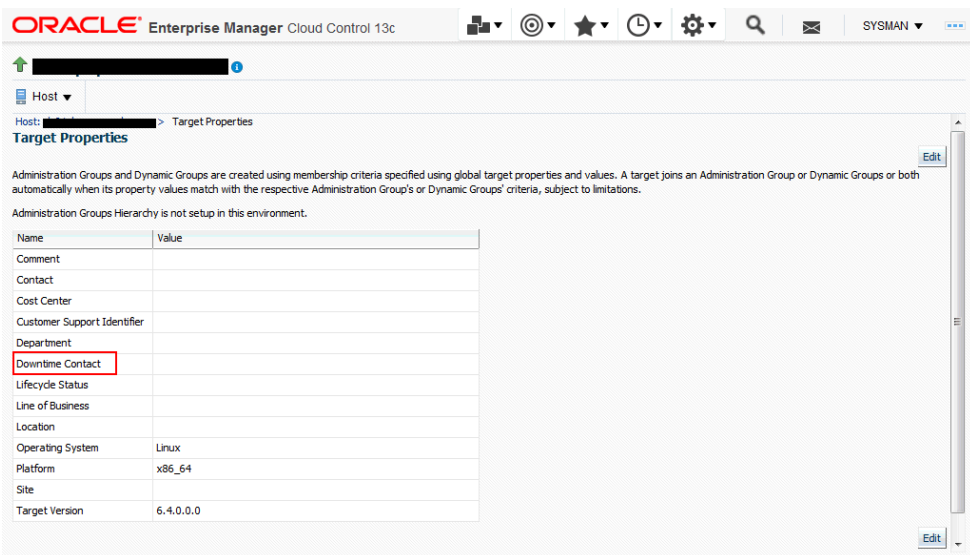 ORACLE Enterprise Manager Cloud Control 13c
SYSMAN
Host
Host: > Target Properties
Target Properties
Edit
Administration Groups and Dynamic Groups are created using membership criteria specified using global target properties and values. A target joins an Administration Group or Dynamic Groups or both
automatically when its property values match with the respective Administration Group's or Dynamic Groups' criteria, subject to limitations.
Administration Groups Hierarchy is not setup in this environment.
Name Value
Comment
Contact
Cost Center
Customer Support Identifier
Department
Downtime Contact
Lifecycle Status
Line of Business
Location
Operating System Linux
Platform x86_64
Site
Target Version 6.4.0.0.0
Edit